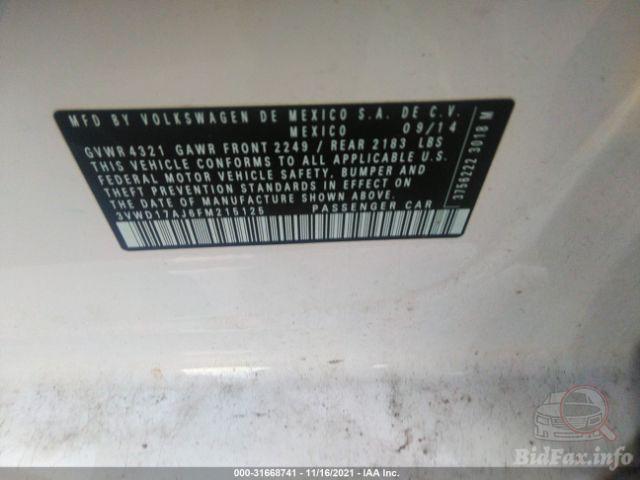 MFD BY VOLKSWAGEN DE MEXICO S.A. DE C.V.
MEXICO 09/14
GVWR 4321 GAWR FRONT 2249 / REAR 2183 LBS
THIS VEHICLE CONFORMS TO ALL APPLICABLE U.S.
FEDERAL MOTOR VEHICLE SAFETY, BUMPER AND
THEFT PREVENTION STANDARDS IN EFFECT ON
THE DATE OF MANUFACTURE SHOWN ABOVE.
3VWD17AJ6FM215125 PASSENGER CAR
3758222 3018 M
BidFax.info
000-31668741 - 11/16/2021 - IAA Inc.